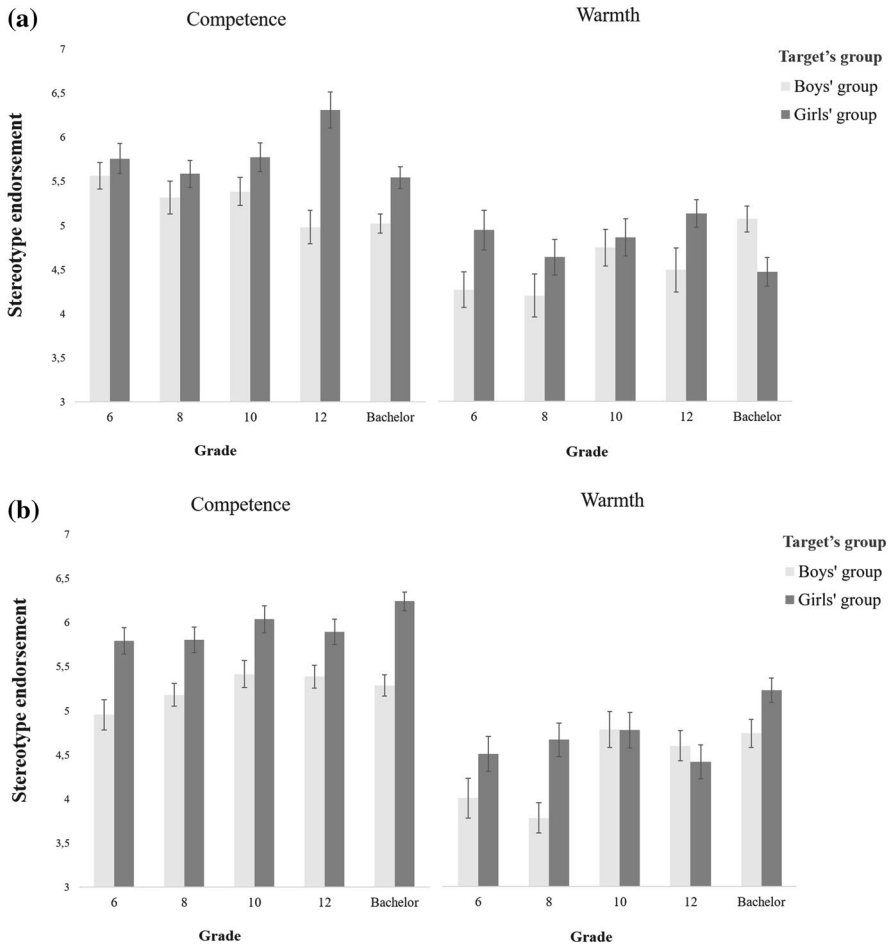 (a)
Competence
Warmth
Target's group
Boys' group
Girls' group
Stereotype endorsement
7
6,5
6
5,5
5
4,5
4
3,5
3
6 8 10 12 Bachelor
6 8 10 12 Bachelor
Grade
Grade
(b)
Competence
Warmth
Target's group
Boys' group
Girls' group
Stereotype endorsement
7
6,5
6
5,5
5
4,5
4
3,5
3
6 8 10 12 Bachelor
6 8 10 12 Bachelor
Grade
Grade